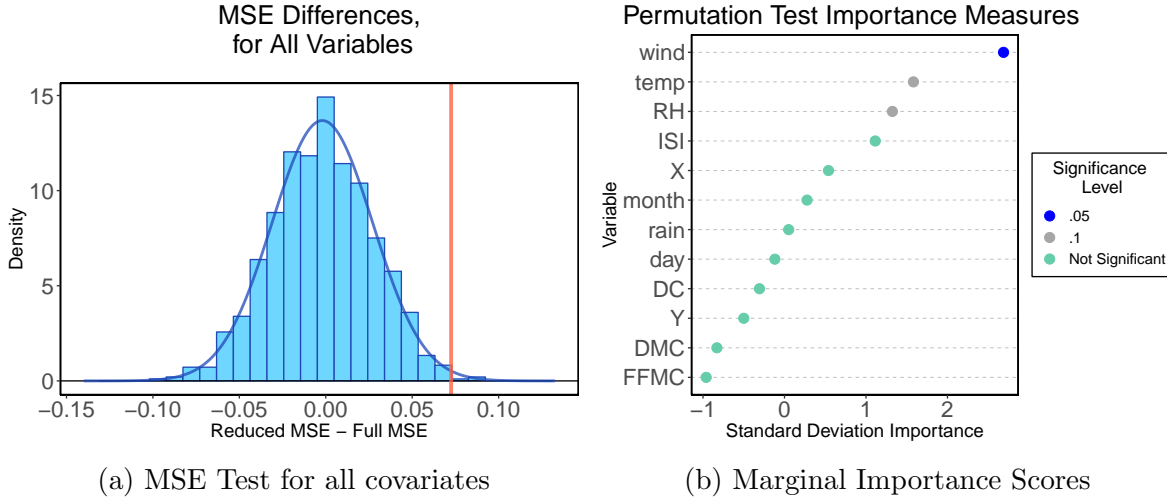 MSE Differences,
for All Variables
Density
15
10
5
0
−0.15
−0.10
−0.05
0.00
0.05
0.10
Reduced MSE − Full MSE
(a) MSE Test for all covariates
Permutation Test Importance Measures
Variable
wind
temp
RH
ISI
X
month
rain
day
DC
Y
DMC
FFMC
−1
0
1
2
Standard Deviation Importance
Significance
Level
.05
.1
Not Significant
(b) Marginal Importance Scores